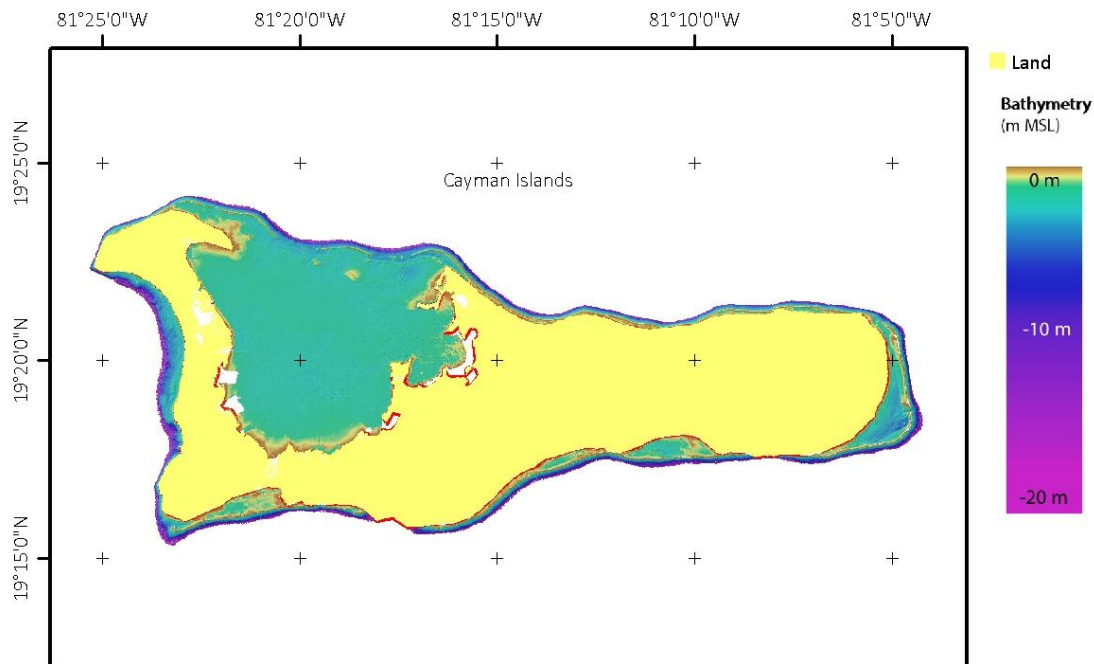 81°25'0"W 81°20'0"W 81°15'0"W 81°10'0"W 81°5'0"W
Land
Bathymetry
(m MSL)
0 m
-10 m
-20 m
19°25'0"N
Cayman Islands
19°20'0"N
19°15'0"N